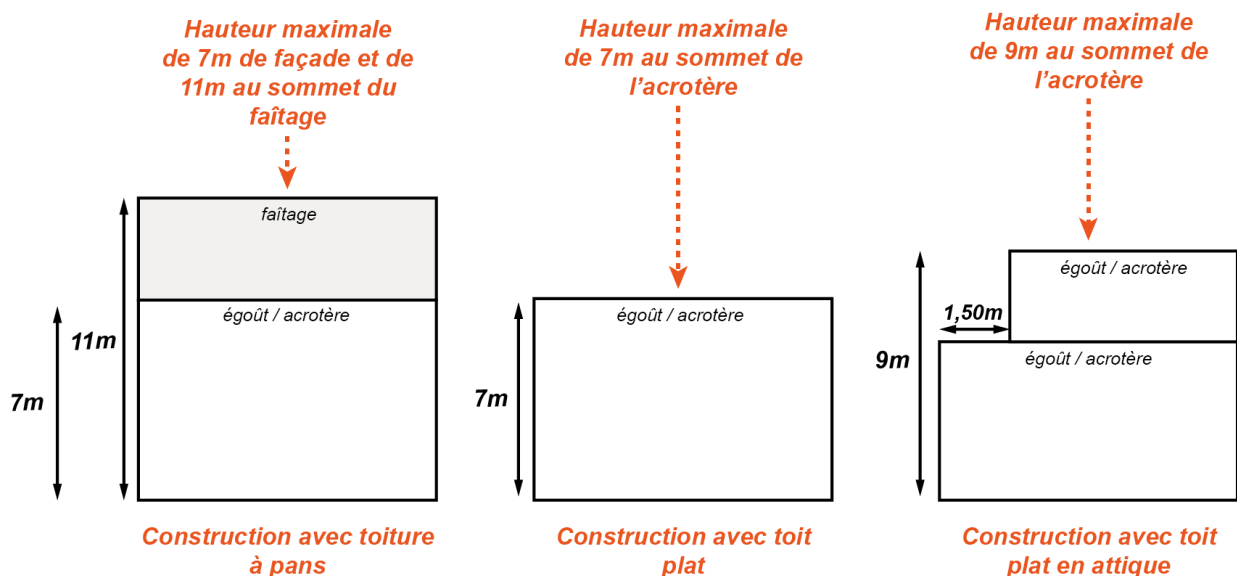 Hauteur maximale
de 7m de façade et de
11m au sommet du
faîtage
faîtage
égoût / acrotère
11m
7m
Construction avec toiture
à pans
Hauteur maximale
de 7m au sommet de
l'acrotère
égoût / acrotère
7m
Construction avec toit
plat
Hauteur maximale
de 9m au sommet de
l'acrotère
égoût / acrotère
1,50m
égoût / acrotère
9m
Construction avec toit
plat en attique